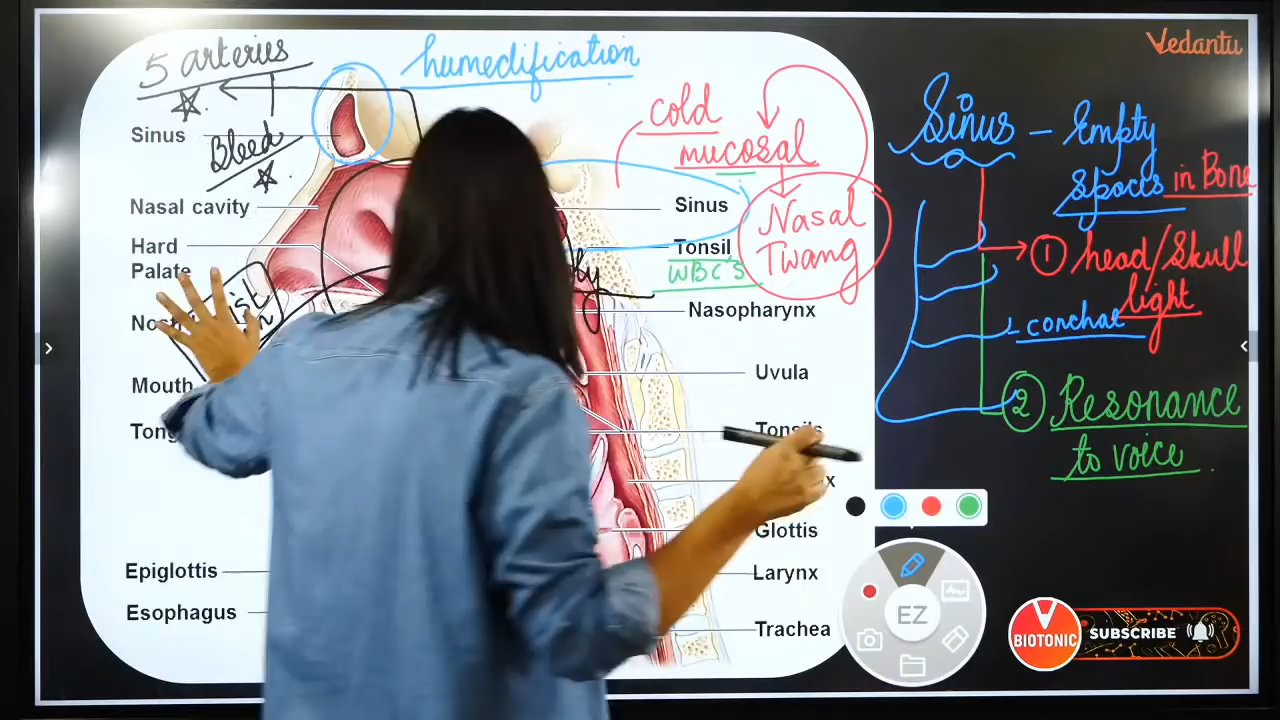 5 arteries
humedification
Vedantu
cold
mucosal
Sinus
Bleed
Nasal cavity
Hard
Palate
Mouth
Epiglottis
Esophagus
Sinus
Tonsil
WBC's
Nasopharynx
Uvula
Tonsils
Glottis
Larynx
Trachea
Nasal
Twang
Sinus – Empty
Spaces in Bone
① head/Skull
light
conchae
② Resonance
to voice.
EZ
BIOTONIC
SUBSCRIBE